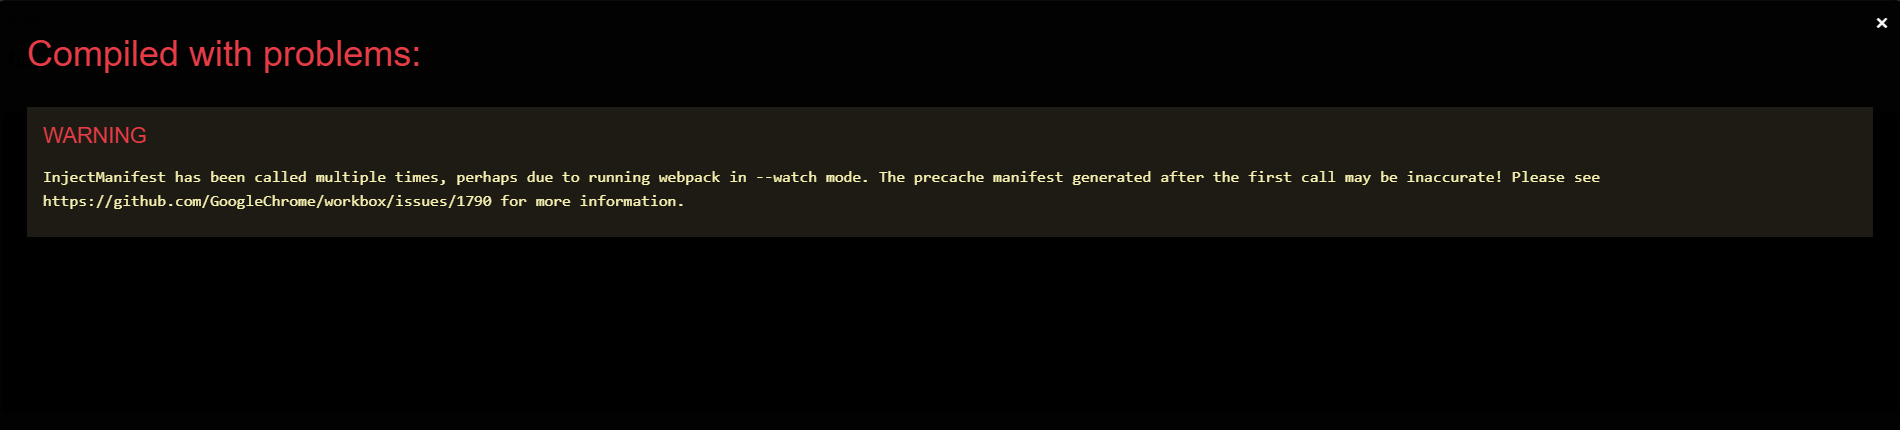 ×
Compiled with problems:
WARNING
InjectManifest has been called multiple times, perhaps due to running webpack in --watch mode. The precache manifest generated after the first call may be inaccurate! Please see
https://github.com/GoogleChrome/workbox/issues/1790 for more information.